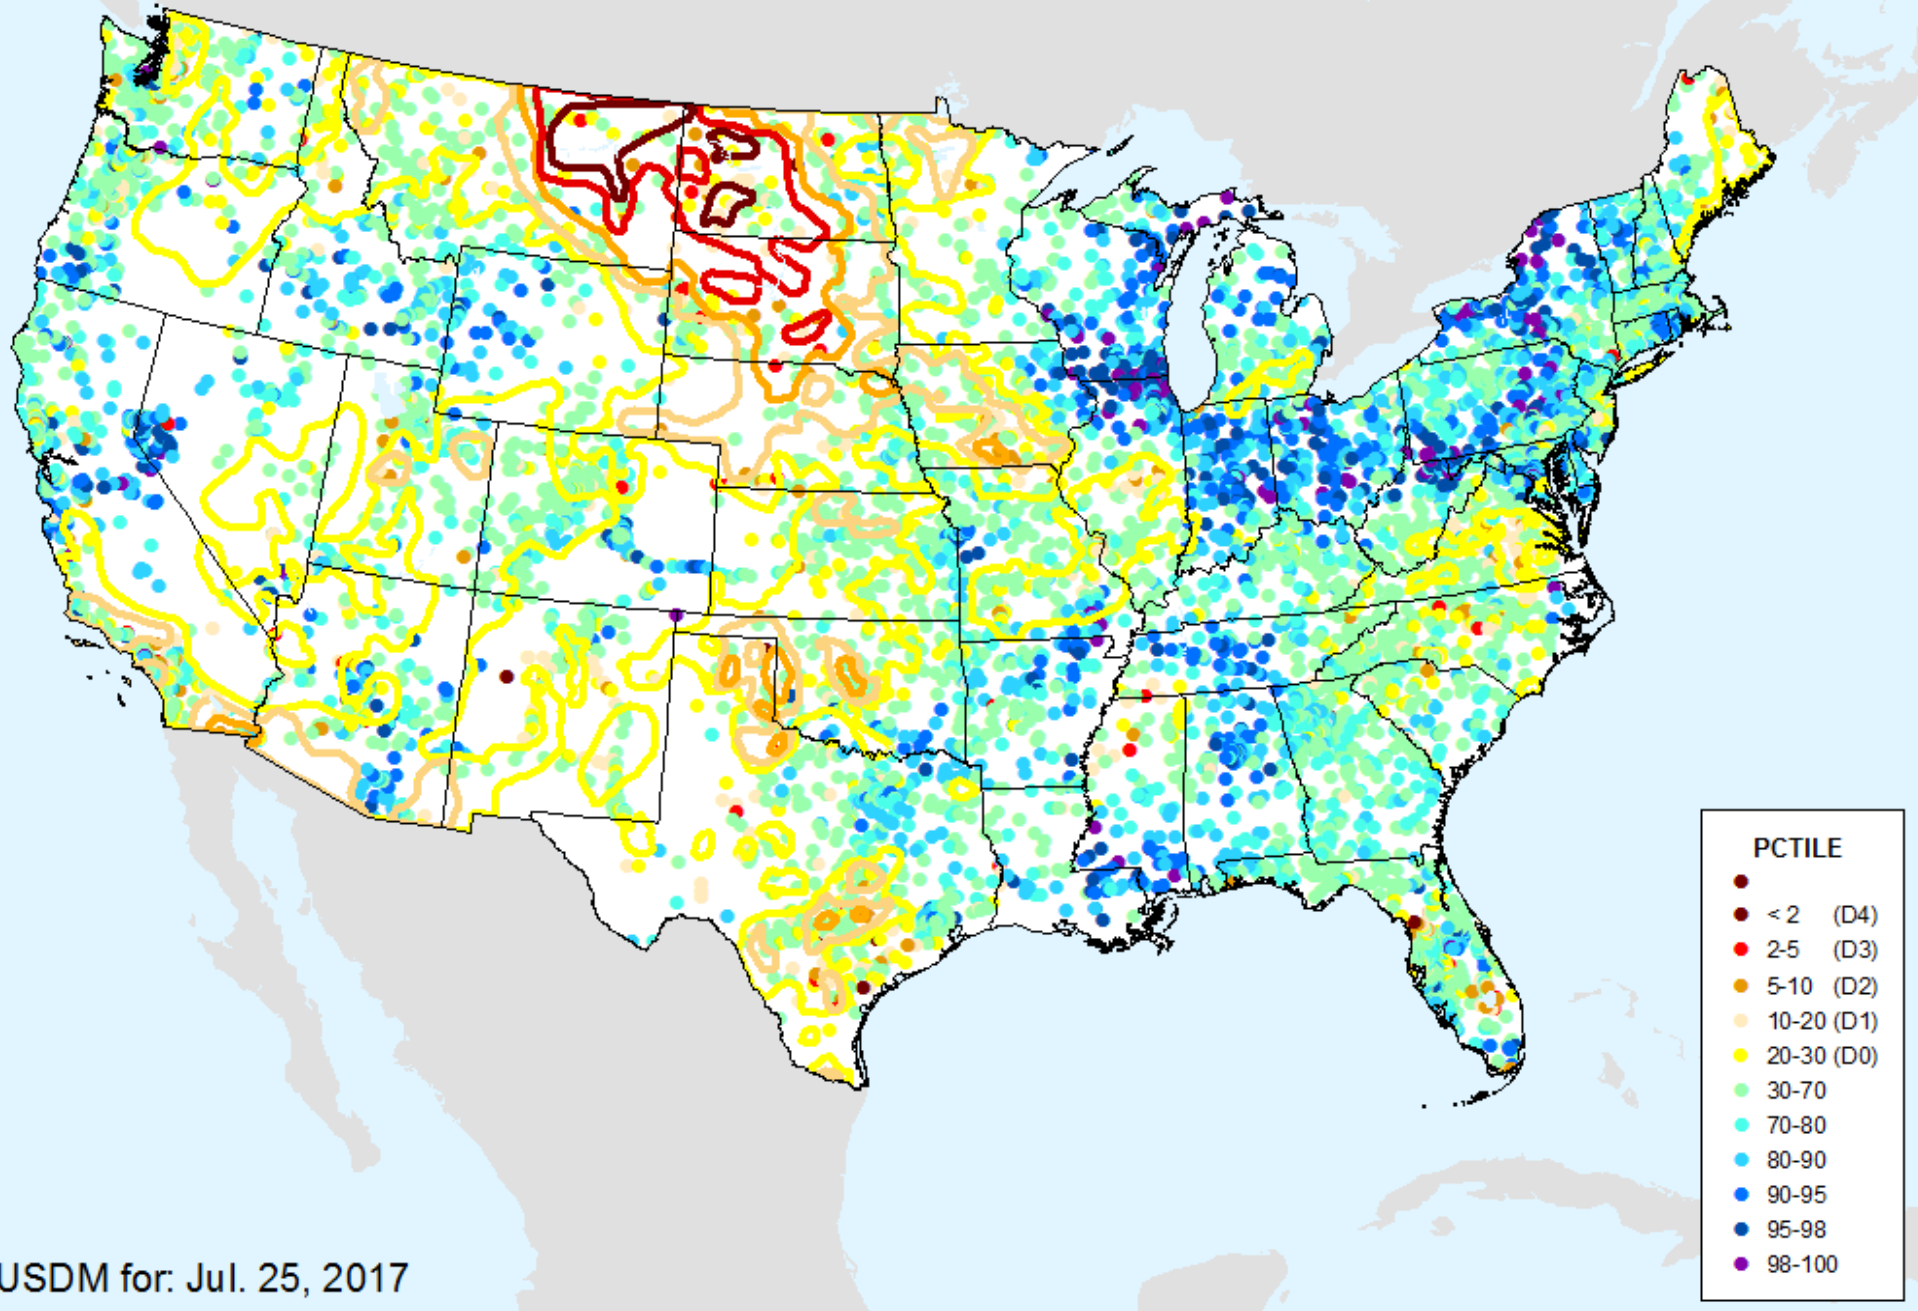 PCTILE
< 2 (D4)
2-5 (D3)
5-10 (D2)
10-20 (D1)
20-30 (D0)
30-70
70-80
80-90
90-95
95-98
98-100
USDM for: Jul. 25, 2017